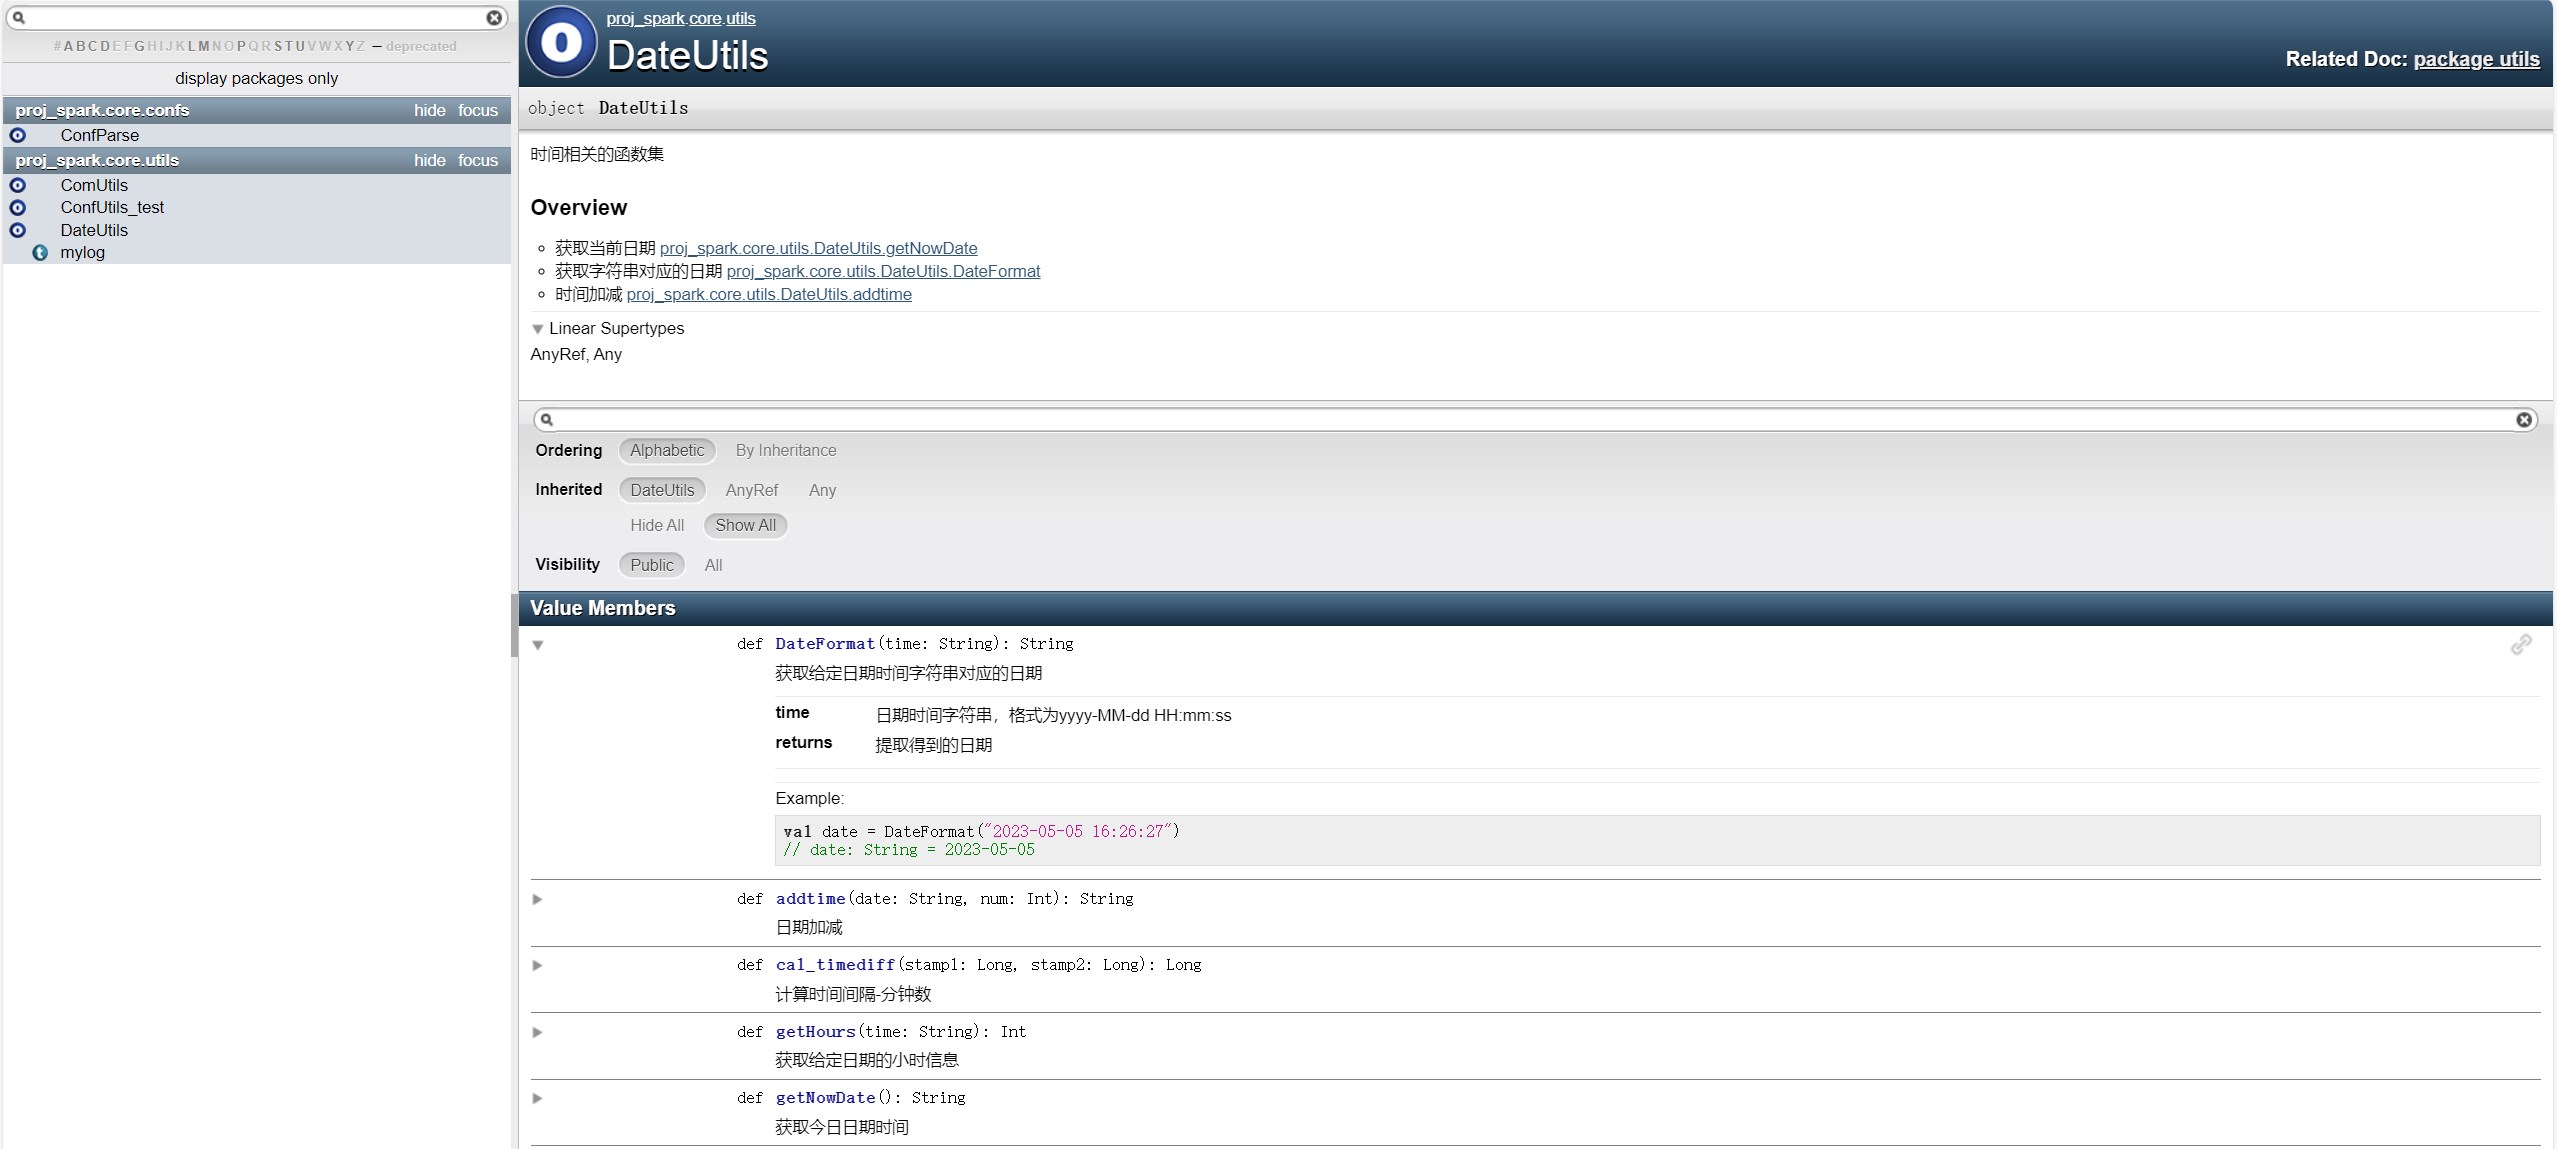 #ABCDEFGHIJKLMNOPQRSTUVWXYZ – deprecated
display packages only
proj_spark.core.confs hide focus
ConfParse
proj_spark.core.utils hide focus
ComUtils
ConfUtils_test
DateUtils
mylog
proj_spark.core.utils
DateUtils
Related Doc: package utils
object DateUtils
时间相关的函数集
Overview
获取当前日期 proj_spark.core.utils.DateUtils.getNowDate
获取字符串对应的日期 proj_spark.core.utils.DateUtils.DateFormat
时间加减 proj_spark.core.utils.DateUtils.addtime
Linear Supertypes
AnyRef, Any
Ordering Alphabetic By Inheritance
Inherited DateUtils AnyRef Any
Hide All Show All
Visibility Public All
Value Members
def DateFormat(time: String): String
获取给定日期时间字符串对应的日期
time 日期时间字符串，格式为yyyy-MM-dd HH:mm:ss
returns 提取得到的日期
Example:
val date = DateFormat("2023-05-05 16:26:27")
// date: String = 2023-05-05
def addtime(date: String, num: Int): String
日期加减
def cal_timediff(stamp1: Long, stamp2: Long): Long
计算时间间隔-分钟数
def getHours(time: String): Int
获取给定日期的小时信息
def getNowDate(): String
获取今日日期时间